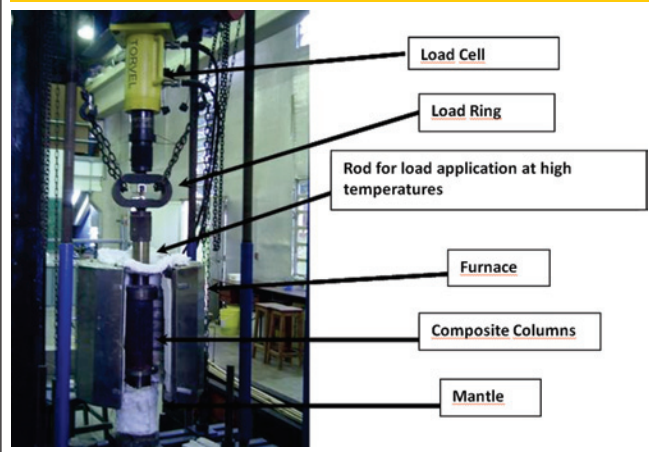 TORVEL
Load Cell
Load Ring
Rod for load application at high
temperatures
Furnace
Composite Columns
Mantle